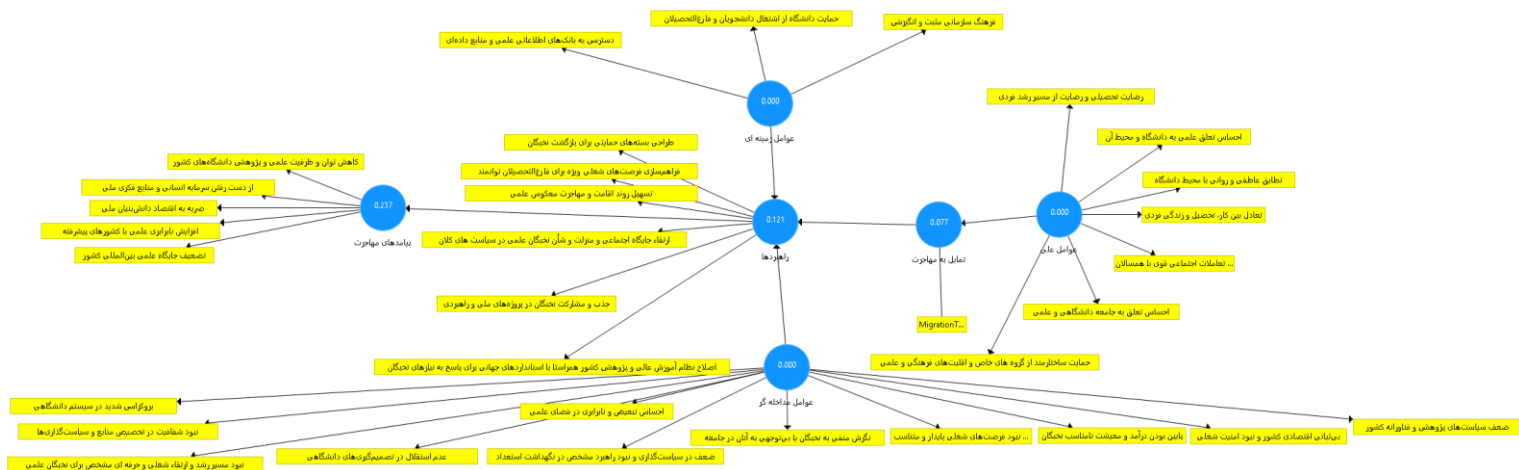 حمایت دانشگاه از اشتغال دانشجویان و فارغ‌التحصیلان
فرهنگ سازمانی مثبت و انگیزشی
دسترسی به بانک‌های اطلاعاتی علمی و منابع داده‌ای
0.000
عوامل زمینه ای
رضایت تحصیلی و رضایت از مسیر رشد فردی
احساس تعلق علمی به دانشگاه و محیط آن
تطابق عاطفی و روانی با محیط دانشگاه
تعادل بین کار، تحصیل و زندگی فردی
... تعاملات اجتماعی قوی با همسالان
احساس تعلق به جامعه دانشگاهی و علمی
حمایت ساختارمند از گروه های خاص و اقلیت‌های فرهنگی و علمی
0.000
عوامل علی
0.077
تمایل به مهاجرت
MigrationT...
طراحی بسته‌های حمایتی برای بازگشت نخبگان
فراهم‌سازی فرصت‌های شغلی ویژه برای فارغ‌التحصیلان توانمند
تسهیل روند اقامت و مهاجرت معکوس علمی
ارتقاء جایگاه اجتماعی و منزلت و شأن نخبگان علمی در سیاست های کلان
جذب و مشارکت نخبگان در پروژه‌های ملی و راهبردی
اصلاح نظام آموزش عالی و پژوهشی کشور همراستا با استانداردهای جهانی برای پاسخ به نیازهای نخبگان
0.121
راهبردها
کاهش توان و ظرفیت علمی و پژوهشی دانشگاه‌های کشور
از دست رفتن سرمایه انسانی و منابع فکری ملی
ضربه به اقتصاد دانش‌بنیان ملی
افزایش نابرابری علمی با کشورهای پیشرفته
تضعیف جایگاه علمی بین‌المللی کشور
0.237
پیامدهای مهاجرت
0.000
عوامل مداخله گر
بروکراسی شدید در سیستم دانشگاهی
نبود شفافیت در تخصیص منابع و سیاست‌گذاری‌ها
نبود مسیر رشد و ارتقاء شغلی و حرفه ای مشخص برای نخبگان علمی
احساس تبعیض و نابرابری در فضای علمی
عدم استقلال در تصمیم‌گیری‌های دانشگاهی
ضعف در سیاست‌گذاری و نبود راهبرد مشخص در نگهداشت استعداد
نگرش منفی به نخبگان یا بی‌توجهی به آنان در جامعه
... نبود فرصت‌های شغلی پایدار و متناسب
پایین بودن درآمد و معیشت نامناسب نخبگان
بی‌ثباتی اقتصادی کشور و نبود امنیت شغلی
ضعف سیاست‌های پژوهشی و فناورانه کشور